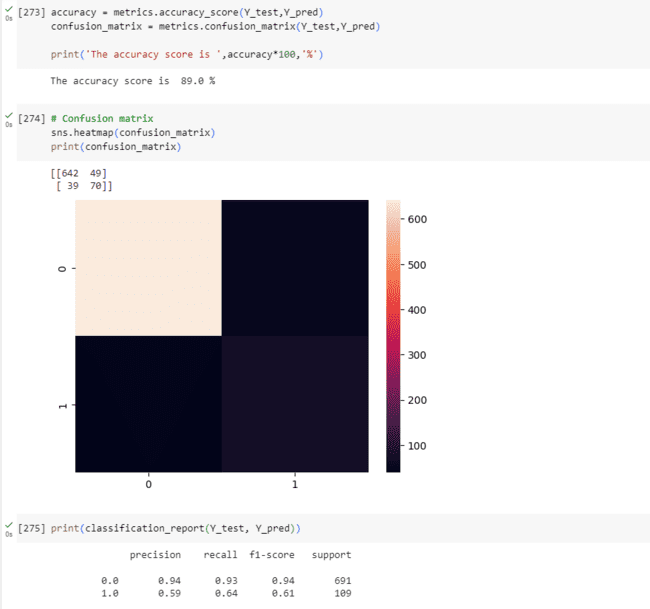 [273] accuracy = metrics.accuracy_score(Y_test,Y_pred)
0s
confusion_matrix = metrics.confusion_matrix(Y_test,Y_pred)
print('The accuracy score is ',accuracy*100,'%')
The accuracy score is  89.0 %
[274] # Confusion matrix
0s
sns.heatmap(confusion_matrix)
print(confusion_matrix)
[[642  49]
 [ 39  70]]
600
0
500
400
300
1
200
100
0 1
[275] print(classification_report(Y_test, Y_pred))
0s
precision recall f1-score support
0.0 0.94 0.93 0.94 691
1.0 0.59 0.64 0.61 109